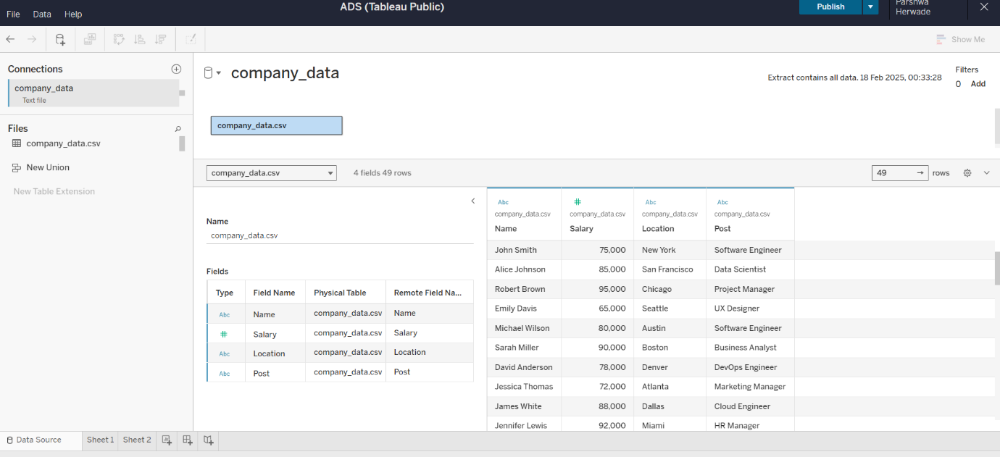 ADS (Tableau Public)
File Data Help
Publish
Parshwa
Herwade
Show Me
Connections
company_data
Text file
Files
company_data.csv
New Union
New Table Extension
company_data
Extract contains all data. 18 Feb 2025, 00:33:28
Filters
0 Add
company_data.csv
company_data.csv 4 fields 49 rows
49 → rows
Name
company_data.csv
Fields
Type Field Name Physical Table Remote Field Na...
Abc Name company_data.csv Name
# Salary company_data.csv Salary
Abc Location company_data.csv Location
Abc Post company_data.csv Post
Abc # Abc Abc
company_data.csv company_data.csv company_data.csv company_data.csv
Name Salary Location Post
John Smith 75,000 New York Software Engineer
Alice Johnson 85,000 San Francisco Data Scientist
Robert Brown 95,000 Chicago Project Manager
Emily Davis 65,000 Seattle UX Designer
Michael Wilson 80,000 Austin Software Engineer
Sarah Miller 90,000 Boston Business Analyst
David Anderson 78,000 Denver DevOps Engineer
Jessica Thomas 72,000 Atlanta Marketing Manager
James White 88,000 Dallas Cloud Engineer
Jennifer Lewis 92,000 Miami HR Manager
Data Source Sheet 1 Sheet 2